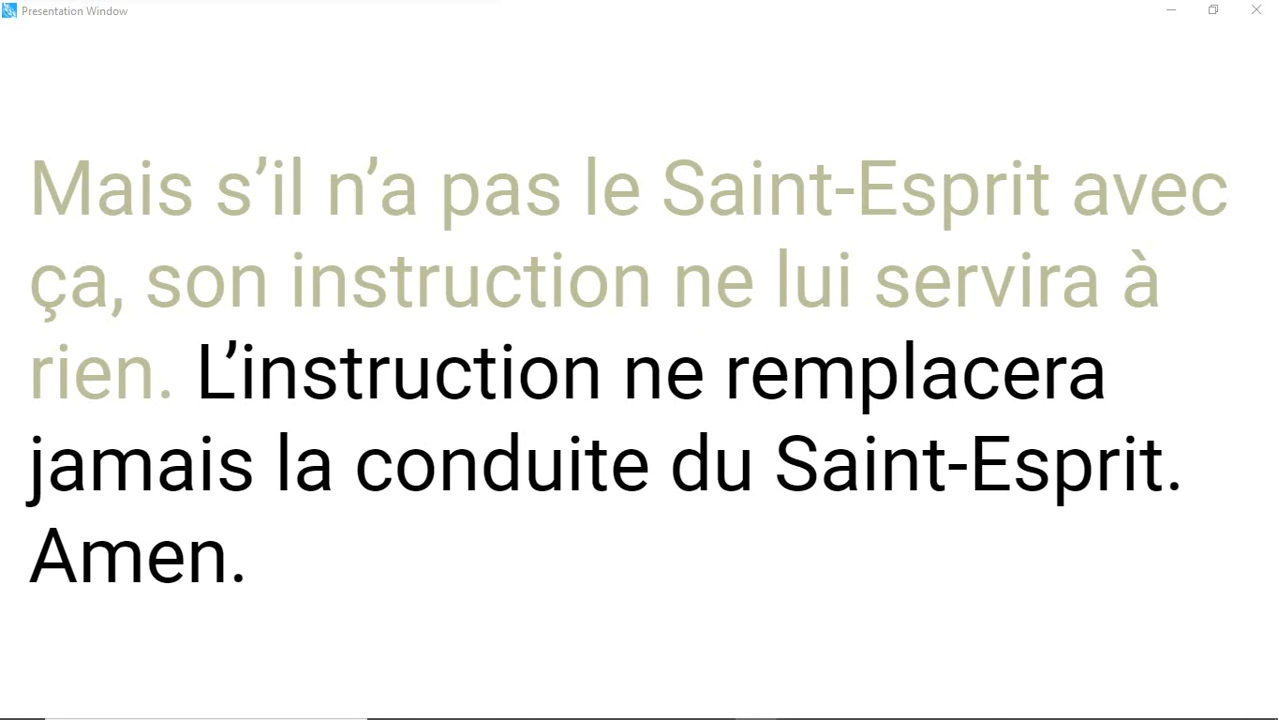 Presentation Window
Mais s’il n’a pas le Saint-Esprit avec
ça, son instruction ne lui servira à
rien. L’instruction ne remplacera
jamais la conduite du Saint-Esprit.
Amen.